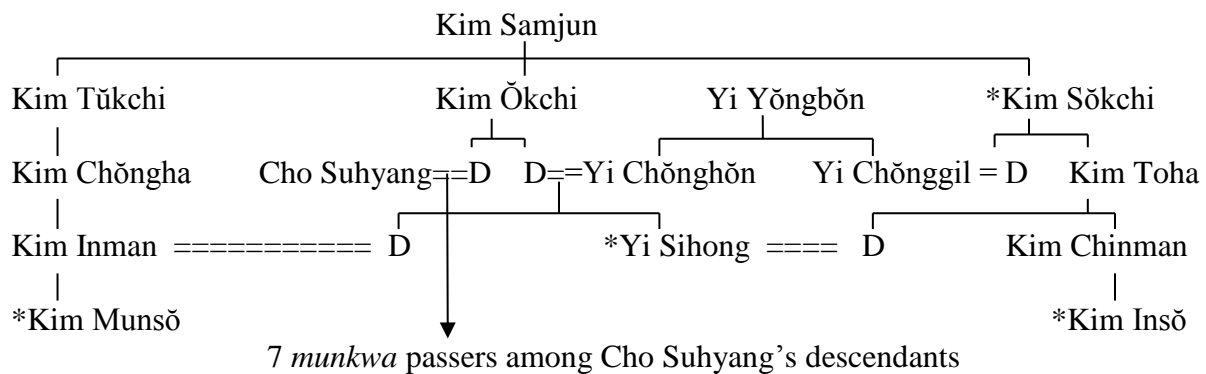 Kim Samjun
Kim Tŭkchi Kim Ŏkchi Yi Yŏngbŏn *Kim Sŏkchi
Kim Chŏngha Cho Suhyang==D D==Yi Chŏnghŏn Yi Chŏnggil = D Kim Toha
Kim Inman =========== D *Yi Sihong ==== D Kim Chinman
*Kim Munsŏ *Kim Insŏ
7 munkwa passers among Cho Suhyang’s descendants